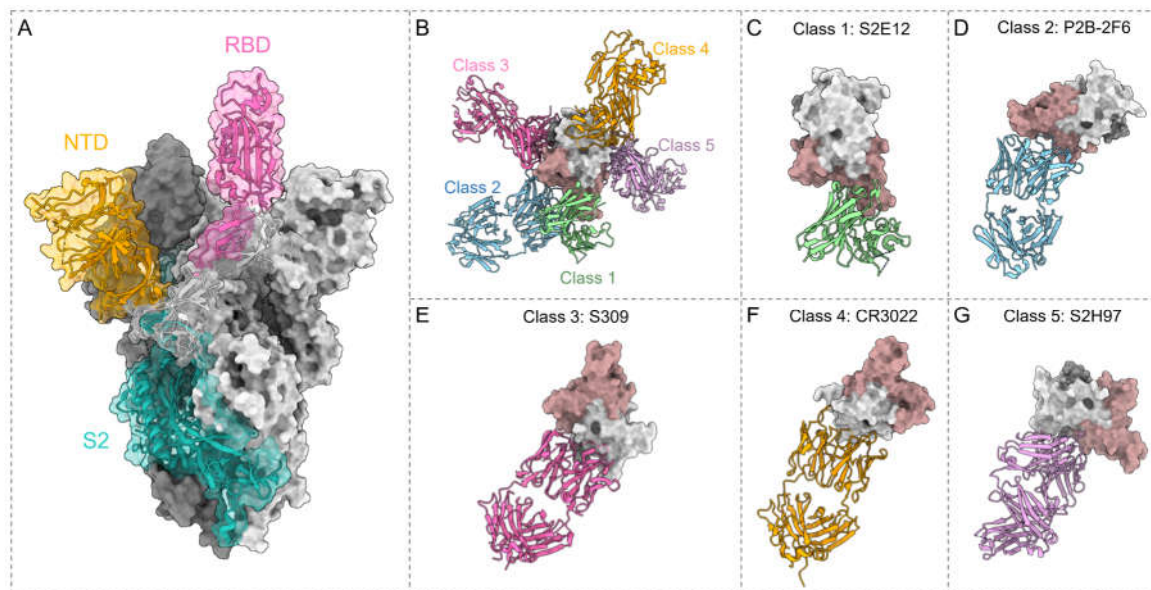 A
RBD
NTD
S2
B
Class 4
Class 3
Class 5
Class 2
Class 1
C
Class 1: S2E12
D
Class 2: P2B-2F6
E
Class 3: S309
F
Class 4: CR3022
G
Class 5: S2H97